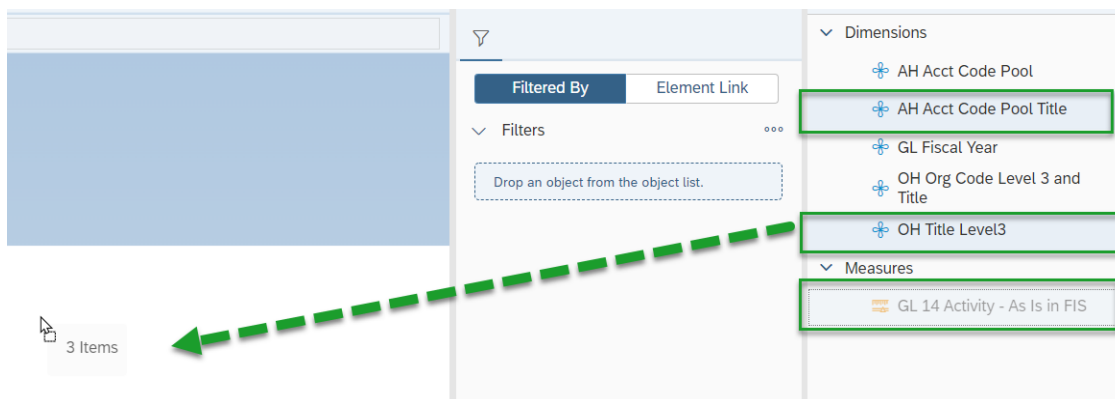 Filtered By
Element Link
Filters
Drop an object from the object list.
3 Items
Dimensions
AH Acct Code Pool
AH Acct Code Pool Title
GL Fiscal Year
OH Org Code Level 3 and
Title
OH Title Level3
Measures
GL 14 Activity - As Is in FIS